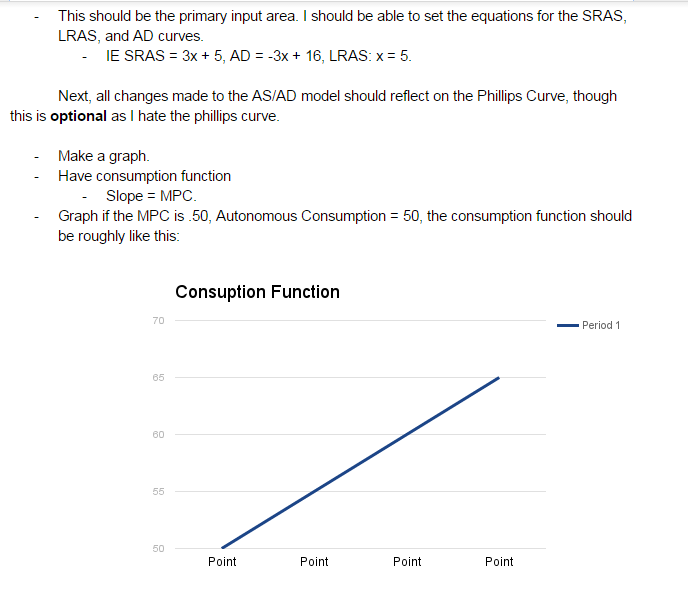 - This should be the primary input area. I should be able to set the equations for the SRAS,
LRAS, and AD curves.
- IE SRAS = 3x + 5, AD = -3x + 16, LRAS: x = 5.
Next, all changes made to the AS/AD model should reflect on the Phillips Curve, though
this is optional as I hate the phillips curve.
- Make a graph.
- Have consumption function
- Slope = MPC.
- Graph if the MPC is .50, Autonomous Consumption = 50, the consumption function should
be roughly like this:
Consuption Function
70
Period 1
65
60
55
50
Point Point Point Point